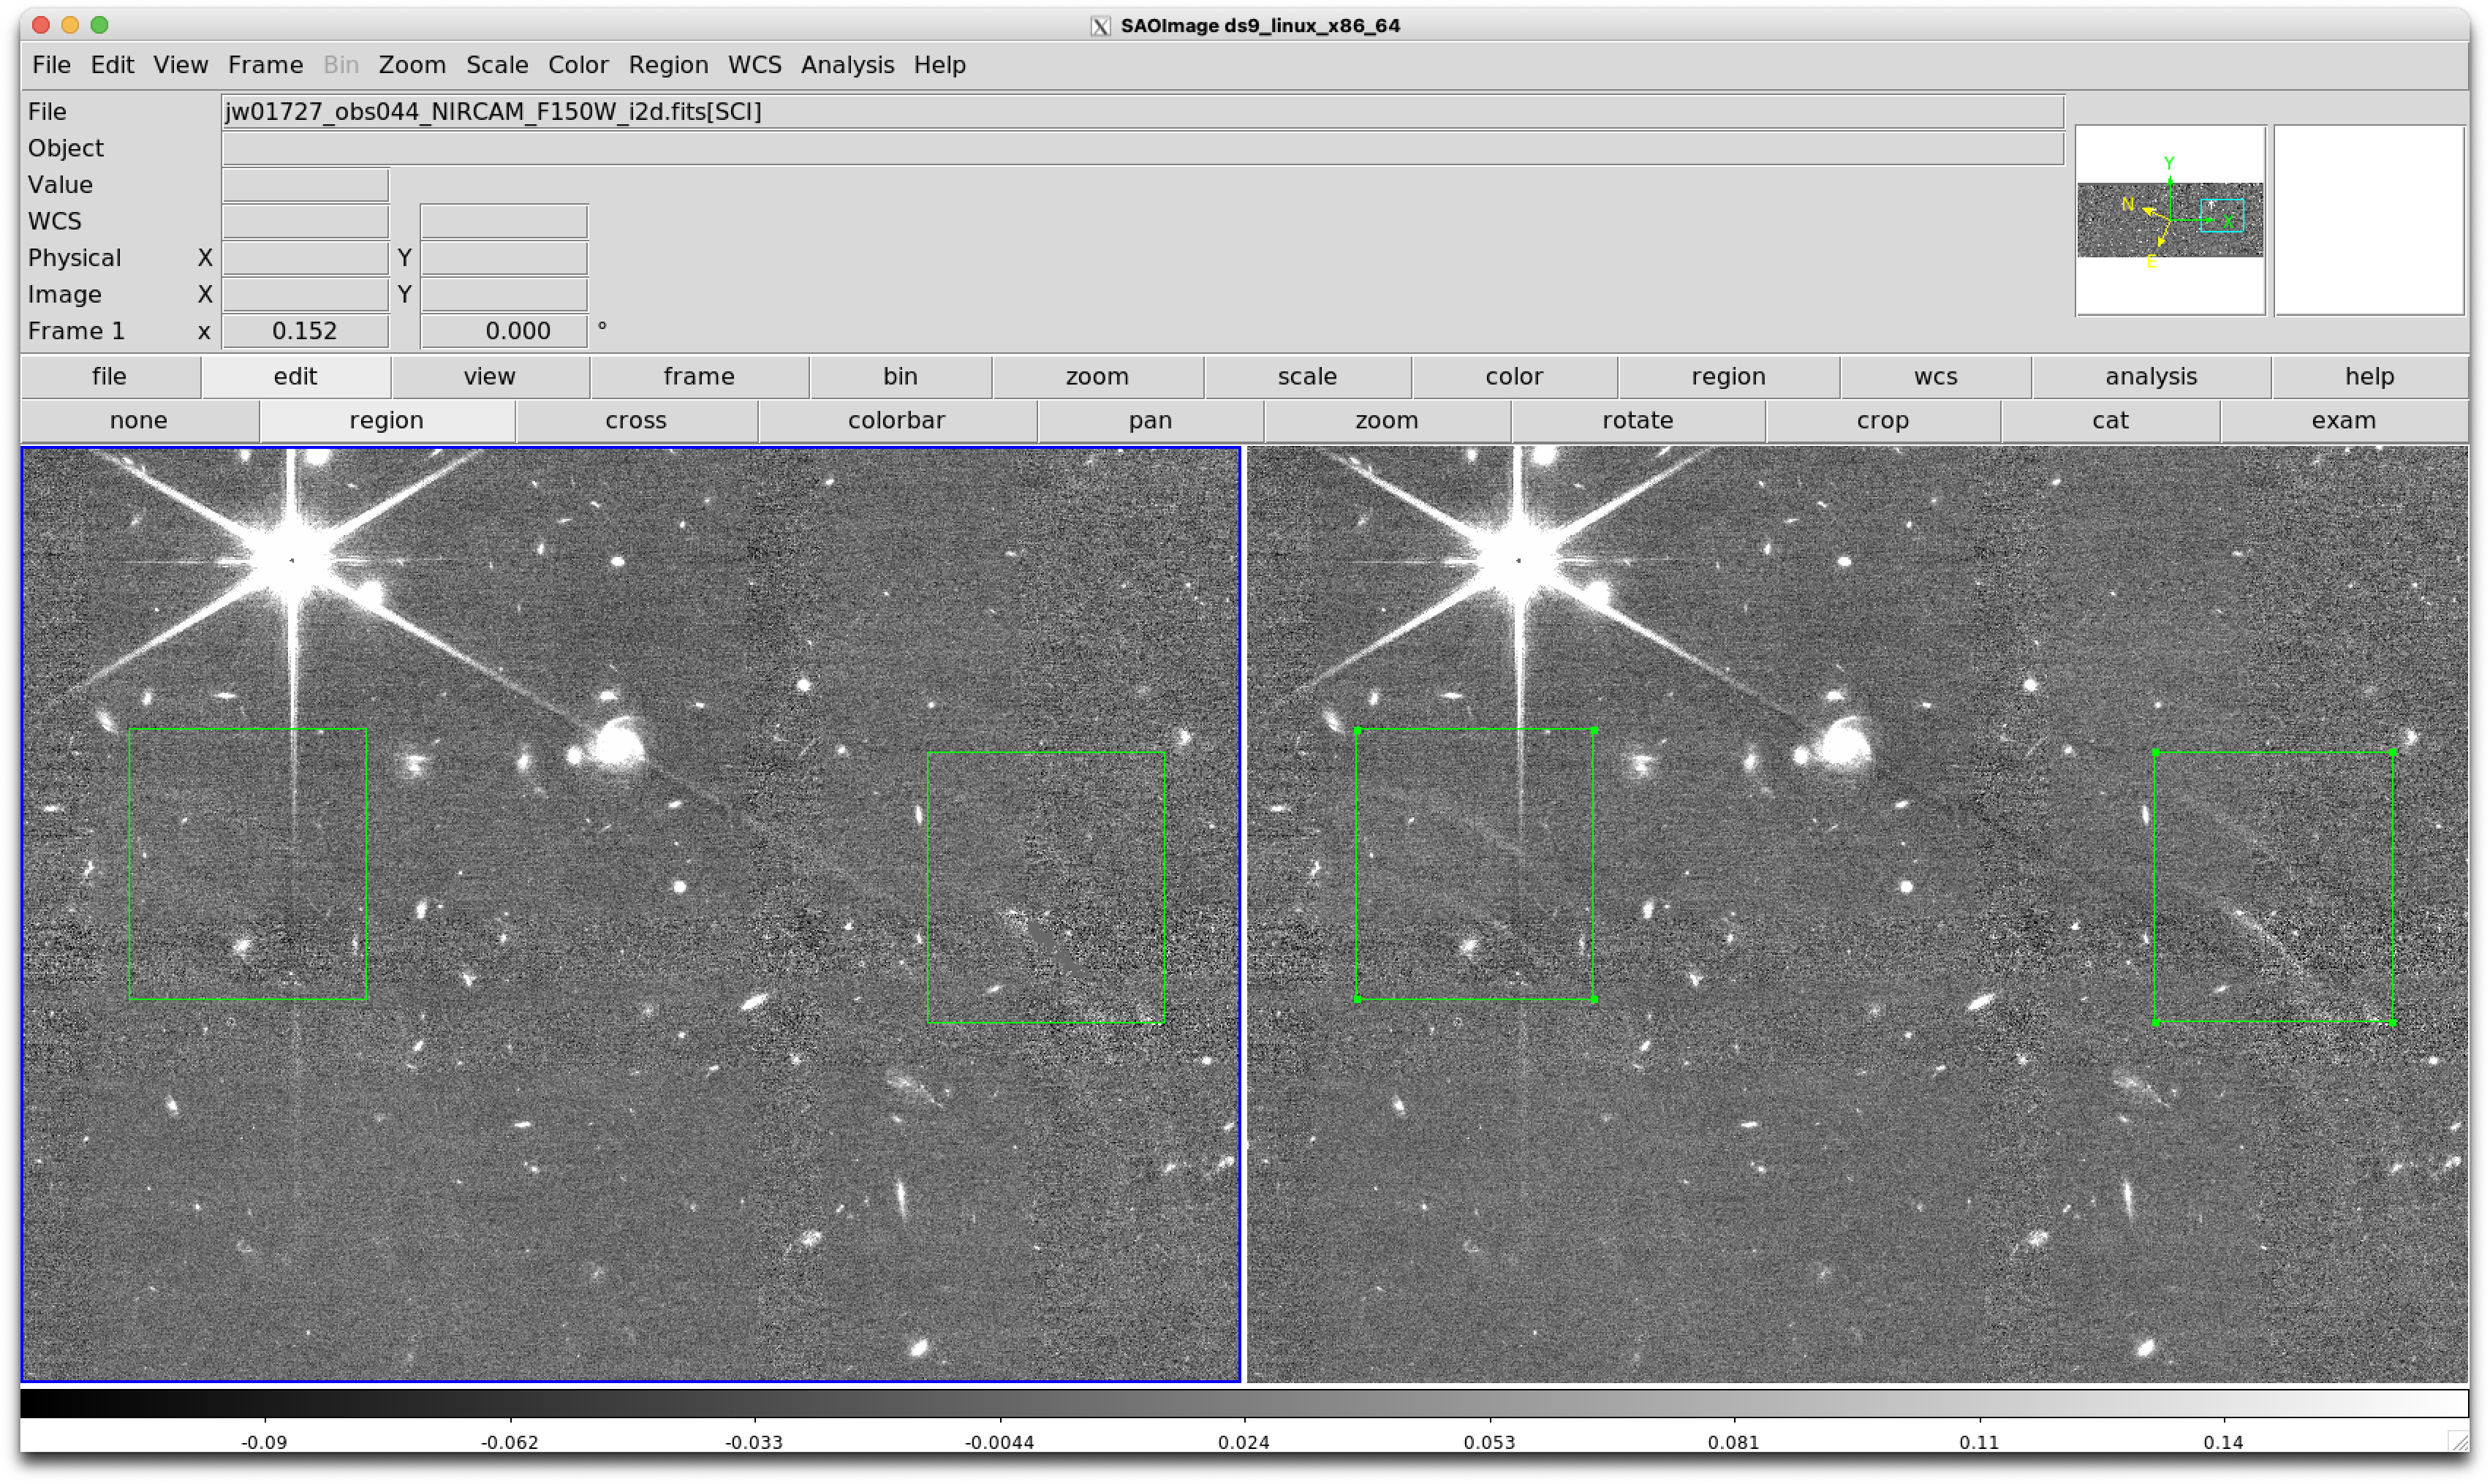 SAOImage ds9_linux_x86_64
File Edit View Frame Bin Zoom Scale Color Region WCS Analysis Help
File jw01727_obs044_NIRCAM_F150W_i2d.fits[SCI]
Object
Value
WCS
Physical X Y
Image X Y
Frame 1 x 0.152 0.000 °
Y
N
X
E
file edit view frame bin zoom scale color region wcs analysis help
none region cross colorbar pan zoom rotate crop cat exam
-0.09 -0.062 -0.033 -0.0044 0.024 0.053 0.081 0.11 0.14